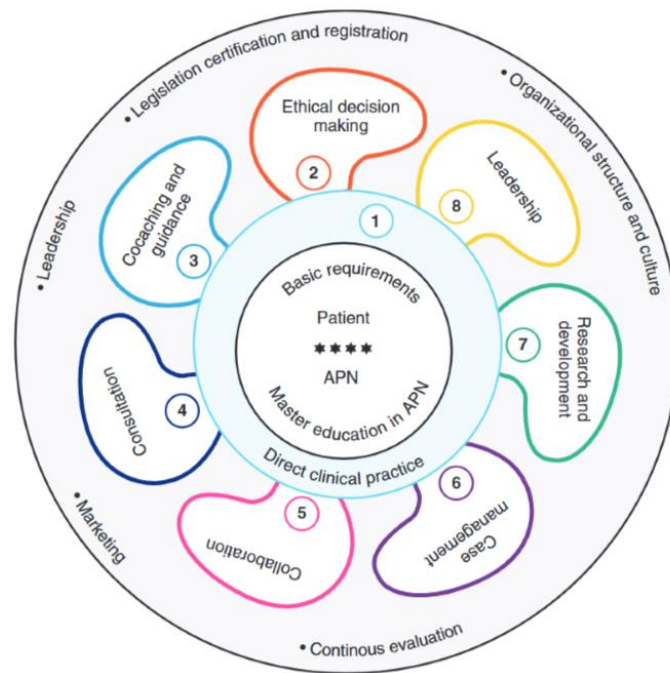 • Legislation certification and registration
• Organizational structure and culture
• Leadership
• Marketing
• Continous evaluation
Ethical decision
making
2
Cocaching and
guidance
3
Consultation
4
Collaboration
5
Case
management
6
Research and
development
7
Leadership
8
1
Basic requirements
Patient
APN
Master education in APN
Direct clinical practice